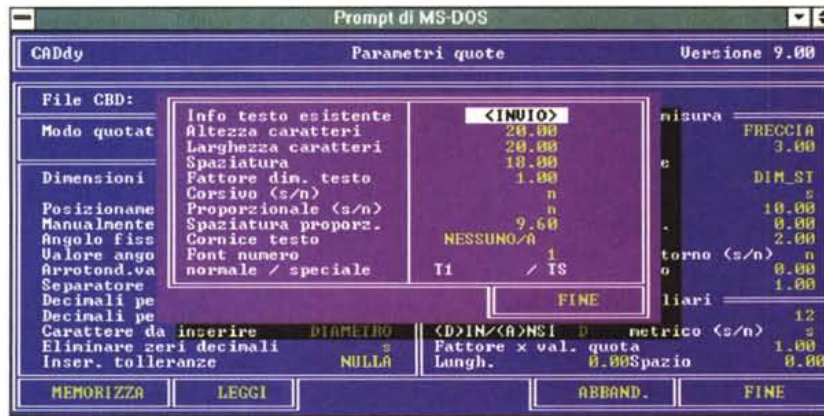 Prompt di MS-DOS
CADdy Parametri quote Versione 9.00
File CBD:
Modo quotat
Dimensioni
Posizioname
Manualmente
Angolo fiss
Valore ango
Arrotond.va
Separatore
Decimali pe
Decimali pe
Carattere da inserire DIAMETRO
Eliminare zeri decimali s
Inser. tolleranze NULLA
Info testo esistente <INVIO>
Altezza caratteri 20.00
Larghezza caratteri 20.00
Spaziatura 18.00
Fattore dim. testo 1.00
Corsivo (s/n) n
Proporzionale (s/n) n
Spaziatura proporz. 9.60
Cornice testo NESSUNO/A
Font numero 1
normale / speciale T1 / TS
FINE
misura
FRECCIA
3.00
e
DIM_ST
s
10.00
. 0.00
2.00
torno (s/n) n
o 0.00
1.00
liari
12
(D)IN/(A)NSI D metrico (s/n) s
Fattore x val. quota 1.00
Lungh. 0.00Spazio 0.00
MEMORIZZA LEGGI ABBAND. FINE